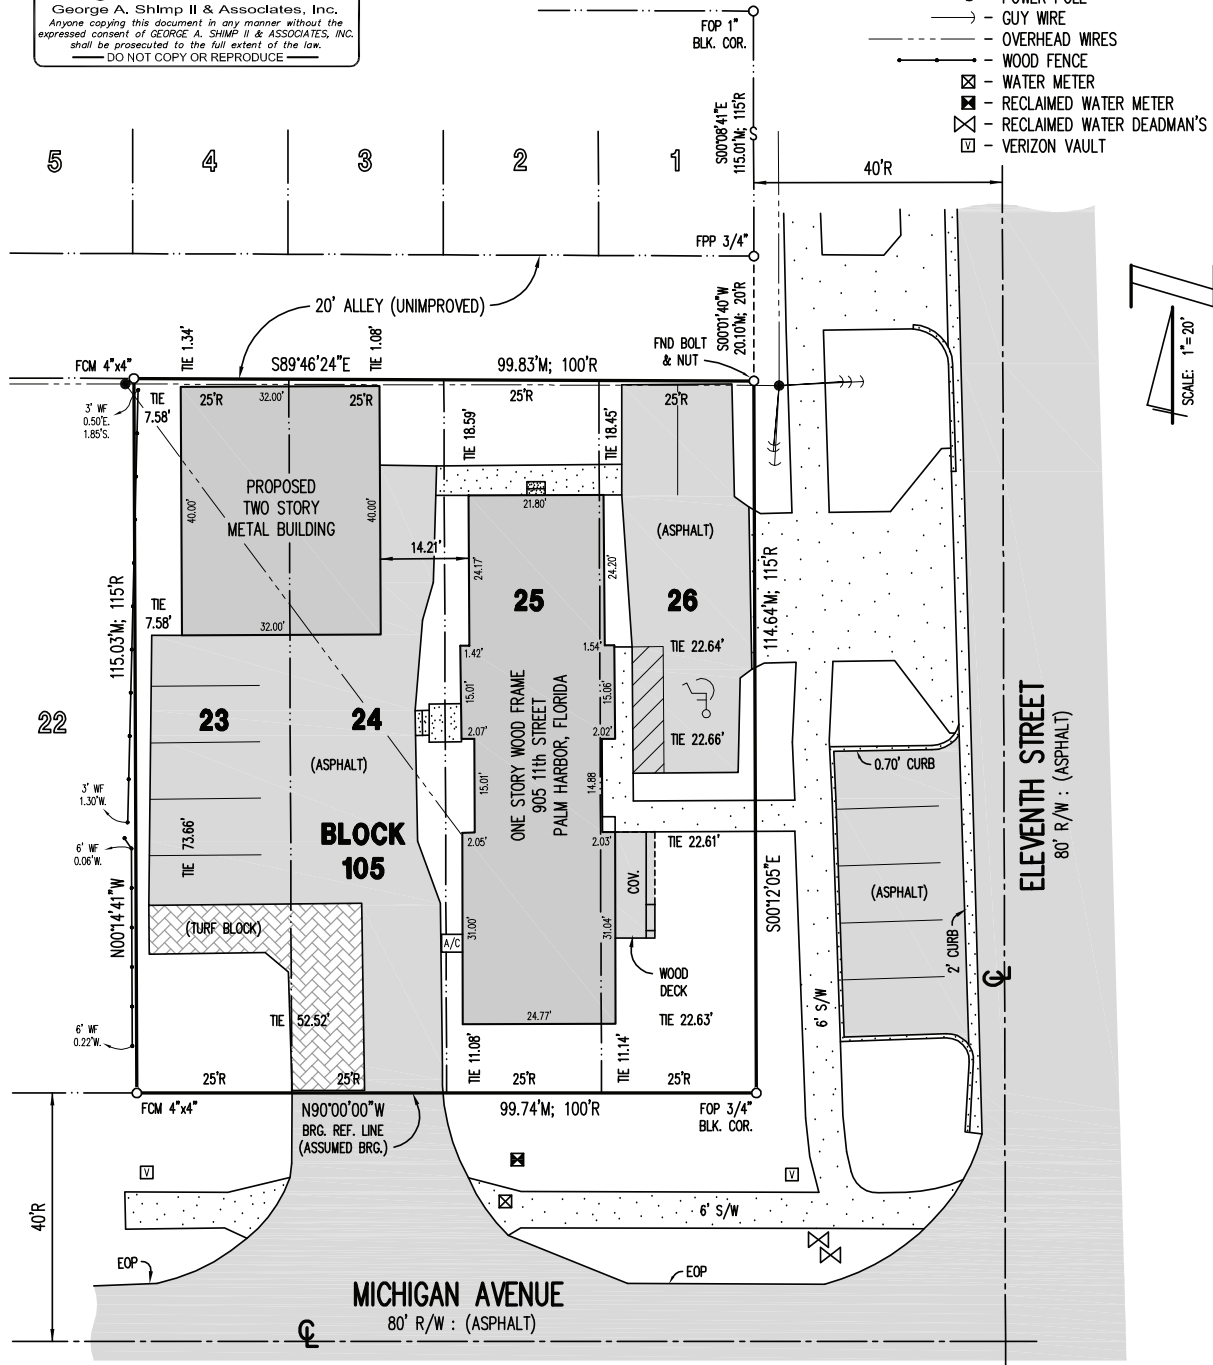 George A. Shimp II & Associates, Inc.
Anyone copying this document in any manner without the
expressed consent of GEORGE A. SHIMP II & ASSOCIATES, INC.
shall be prosecuted to the full extent of the law.
DO NOT COPY OR REPRODUCE
FOP 1"
BLK. COR.
- POWER POLE
- GUY WIRE
- OVERHEAD WIRES
- WOOD FENCE
- WATER METER
- RECLAIMED WATER METER
- RECLAIMED WATER DEADMAN'S
V - VERIZON VAULT
S00°08'41"E
115.01'M; 115'R
S
5
4
3
2
1
40'R
FPP 3/4"
20' ALLEY (UNIMPROVED)
S00°01'40"W
20.10'M; 20'R
SCALE: 1"=20'
TIE 1.34'
TIE 1.08'
FND BOLT
& NUT
FCM 4"x4"
S89°46'24"E
99.83'M; 100'R
3' WF
0.50'E.
1.85'S.
TIE
7.58'
25'R
32.00'
25'R
25'R
25'R
TIE 18.59'
TIE 18.45'
PROPOSED
TWO STORY
METAL BUILDING
40.00'
40.00'
21.80'
(ASPHALT)
14.21'
24.17'
24.20'
115.03'M; 115'R
114.64'M; 115'R
25
26
TIE
7.58'
32.00'
1.42'
1.54'
TIE 22.64'
15.01'
15.06'
ONE STORY WOOD FRAME
905 11th STREET
PALM HARBOR, FLORIDA
22
23
24
2.07'
2.02'
TIE 22.66'
(ASPHALT)
0.70' CURB
ELEVENTH STREET
80' R/W : (ASPHALT)
3' WF
1.30'W.
15.01'
14.88
BLOCK
105
TIE 73.66'
6' WF
0.06'W.
2.05'
2.03'
TIE 22.61'
COV.
(ASPHALT)
N00°14'41"W
S00°12'05"E
(TURF BLOCK)
A/C
31.00'
31.04'
2' CURB
WOOD
DECK
CL
TIE 52.52'
24.77'
TIE 22.63'
6' S/W
6' WF
0.22'W.
TIE 11.08'
TIE 11.14'
25'R
25'R
25'R
25'R
FCM 4"x4"
N90°00'00"W
BRG. REF. LINE
(ASSUMED BRG.)
99.74'M; 100'R
FOP 3/4"
BLK. COR.
V
V
40'R
6' S/W
EOP
EOP
MICHIGAN AVENUE
80' R/W : (ASPHALT)
CL